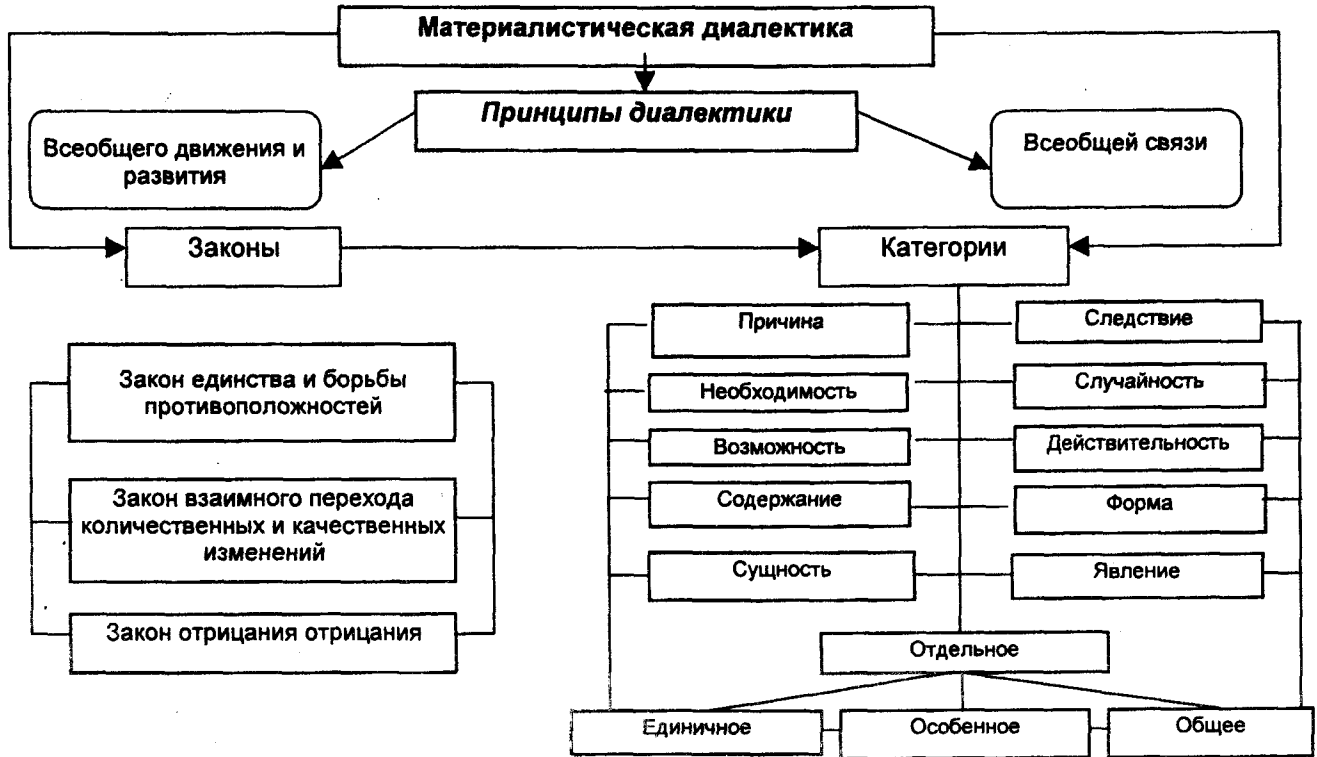 Материалистическая диалектика
Принципы диалектики
Всеобщего движения и
развития
Всеобщей связи
Законы
Категории
Закон единства и борьбы
противоположностей
Закон взаимного перехода
количественных и качественных
изменений
Закон отрицания отрицания
Причина
Следствие
Необходимость
Случайность
Возможность
Действительность
Содержание
Форма
Сущность
Явление
Отдельное
Единичное
Особенное
Общее